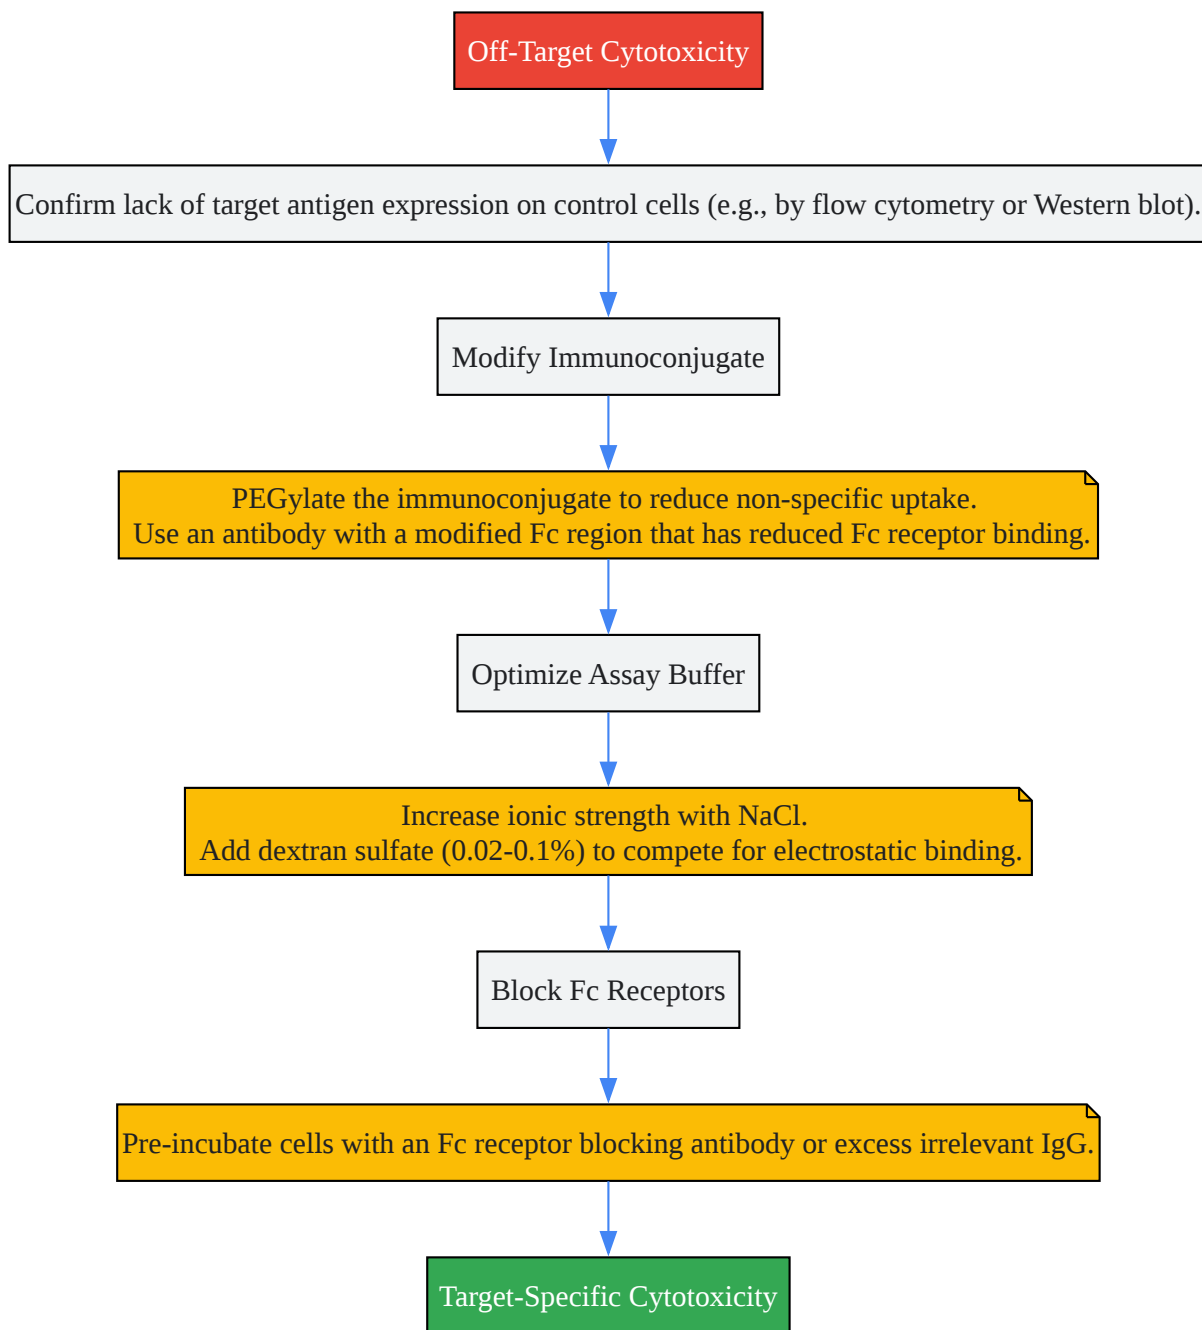 Off-Target Cytotoxicity
Confirm lack of target antigen expression on control cells (e.g., by flow cytometry or Western blot).
Modify Immunoconjugate
PEGylate the immunoconjugate to reduce non-specific uptake.
Use an antibody with a modified Fc region that has reduced Fc receptor binding.
Optimize Assay Buffer
Increase ionic strength with NaCl.
Add dextran sulfate (0.02-0.1%) to compete for electrostatic binding.
Block Fc Receptors
Pre-incubate cells with an Fc receptor blocking antibody or excess irrelevant IgG.
Target-Specific Cytotoxicity